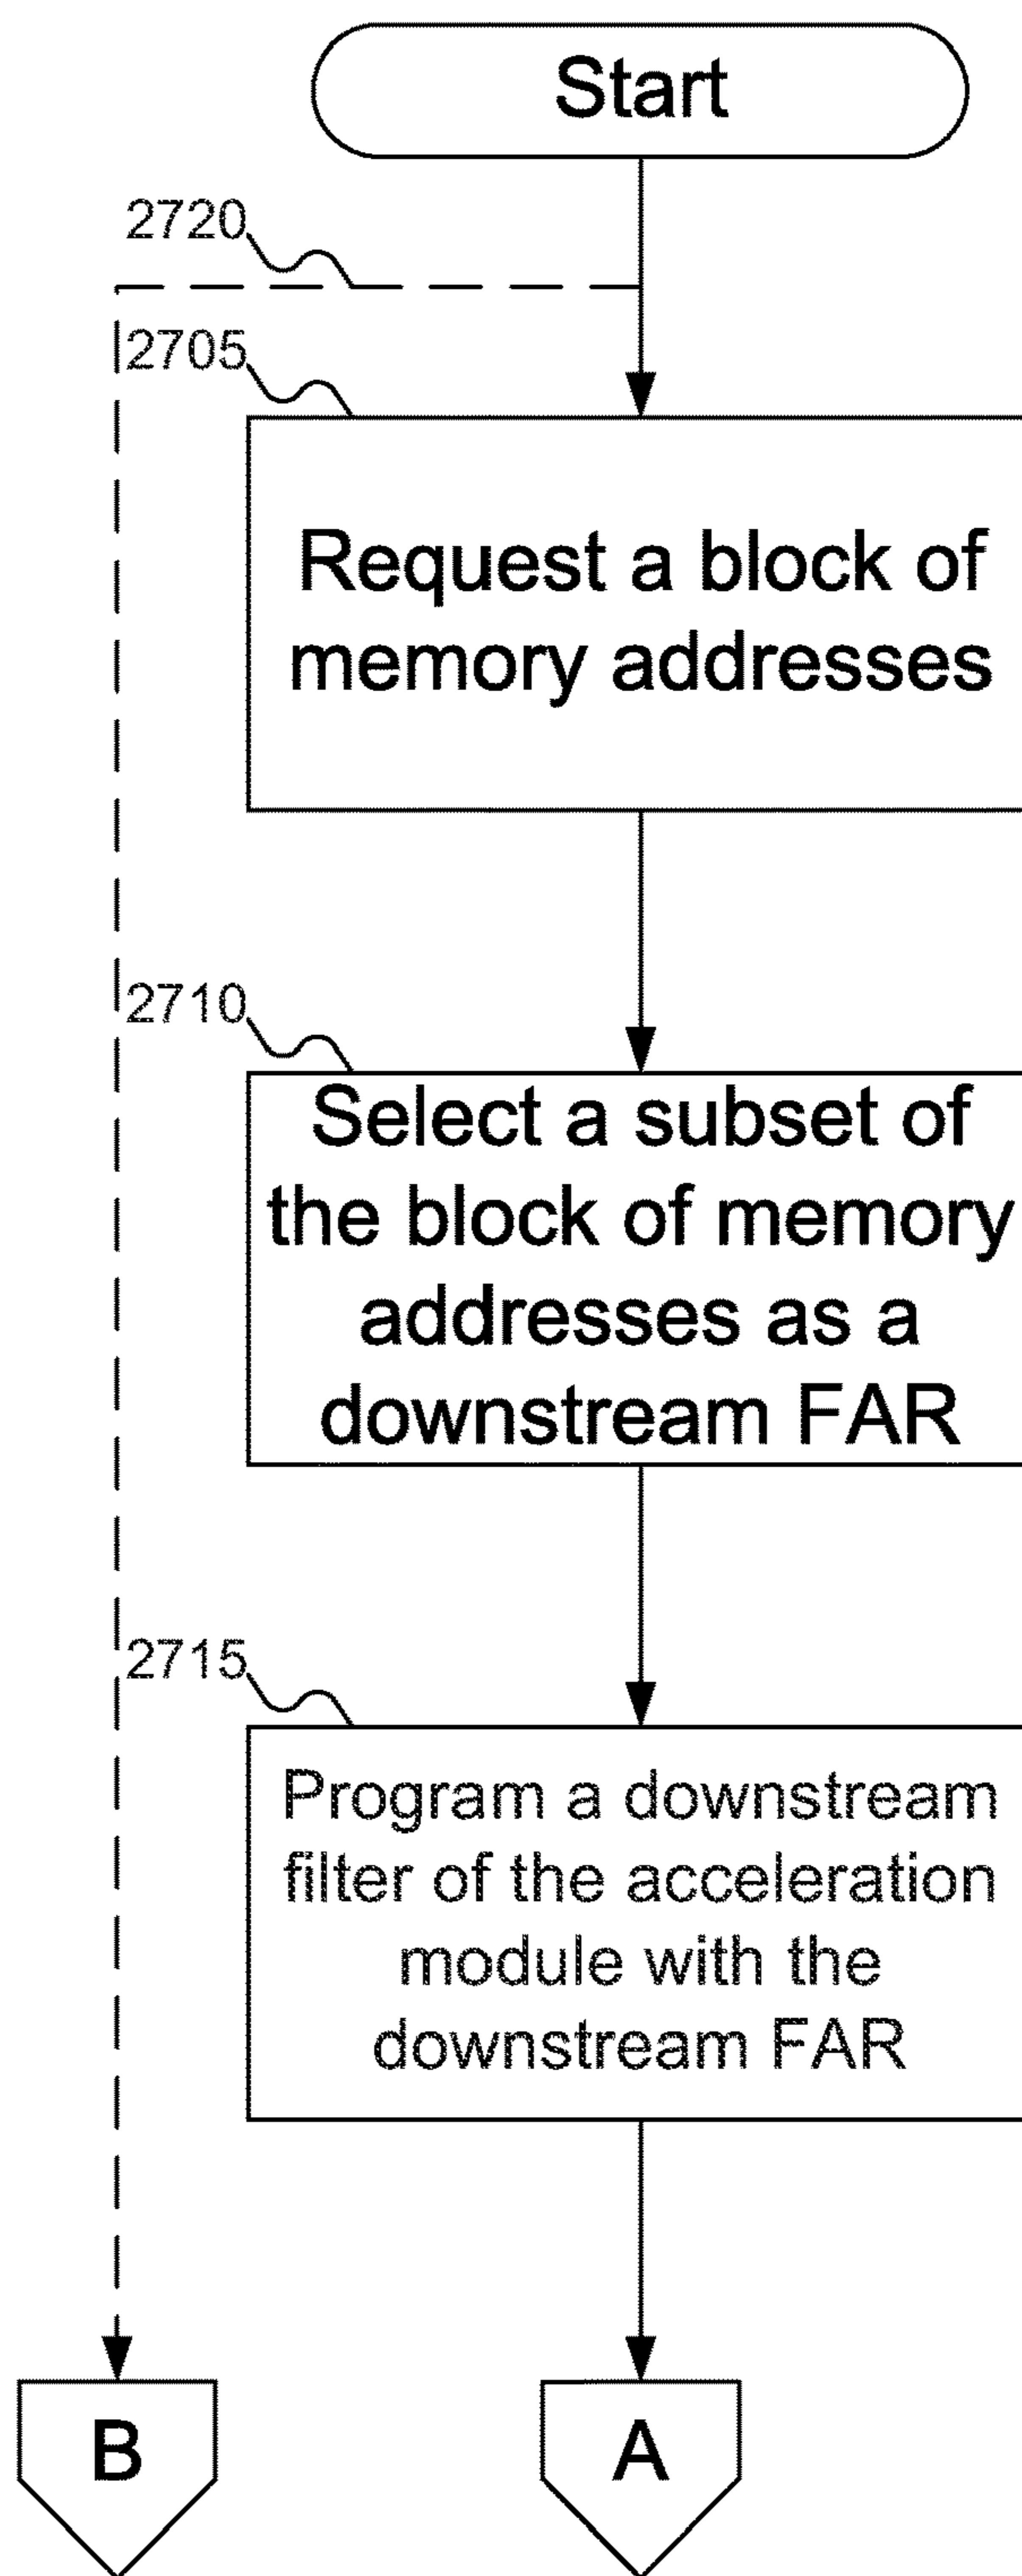 Start
2720
2705
Request a block of
memory addresses
2710
Select a subset of
the block of memory
addresses as a
downstream FAR
2715
Program a downstream
filter of the acceleration
module with the
downstream FAR
B
A